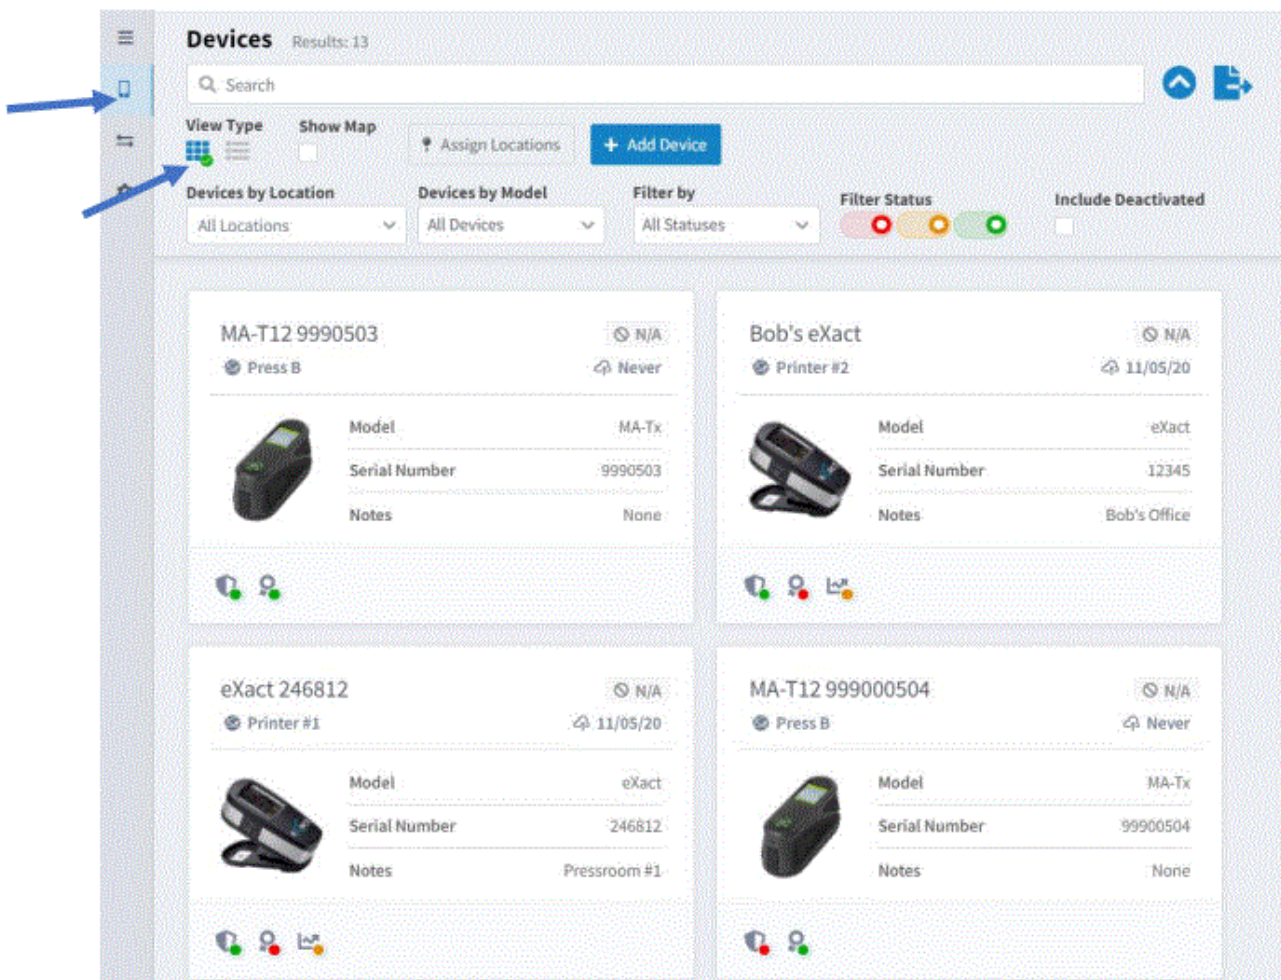 Devices Results: 13
Search
View Type Show Map
Assign Locations + Add Device
Devices by Location Devices by Model Filter by Filter Status Include Deactivated
All Locations All Devices All Statuses
MA-T12 9990503 N/A
Press B Never
Model MA-Tx
Serial Number 9990503
Notes None
Bob's eXact N/A
Printer #2 11/05/20
Model eXact
Serial Number 12345
Notes Bob's Office
eXact 246812 N/A
Printer #1 11/05/20
Model eXact
Serial Number 246812
Notes Pressroom #1
MA-T12 999000504 N/A
Press B Never
Model MA-Tx
Serial Number 99900504
Notes None